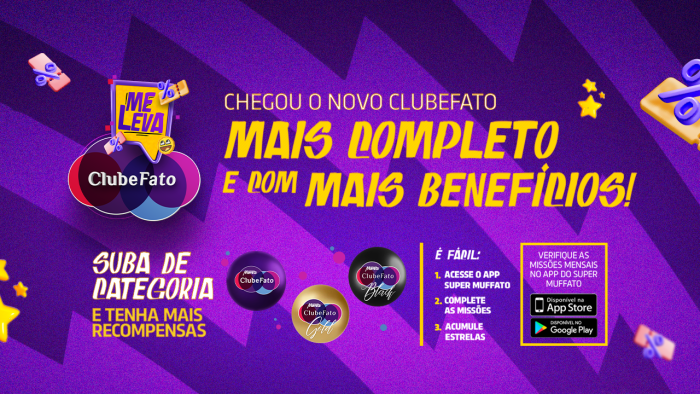 ME
LEVA
%
ClubeFato
CHEGOU O NOVO CLUBEFATO
MAIS COMPLETO
E COM MAIS BENEFÍCIOS!
SUBA DE
CATEGORIA
E TENHA MAIS
RECOMPENSAS
ClubeFato
ClubeFato
Gold
ClubeFato
Black
É FÁCIL:
1. ACESSE O APP
SUPER MUFFATO
2. COMPLETE
AS MISSÕES
3. ACUMULE
ESTRELAS
VERIFIQUE AS
MISSÕES MENSAIS
NO APP DO SUPER
MUFFATO
Disponível na
App Store
DISPONÍVEL NO
Google Play